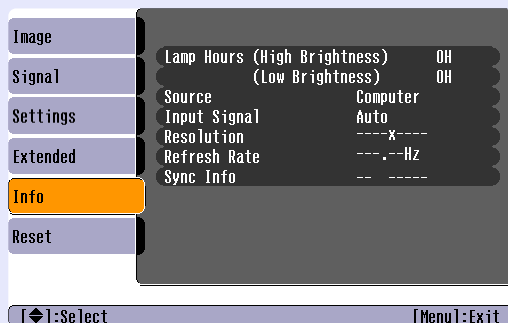 Image
Signal
Settings
Extended
Info
Reset
Lamp Hours (High Brightness) 0H
(Low Brightness) 0H
Source Computer
Input Signal Auto
Resolution ----x----
Refresh Rate ---.--Hz
Sync Info -- -----
[◆]:Select [Menu]:Exit